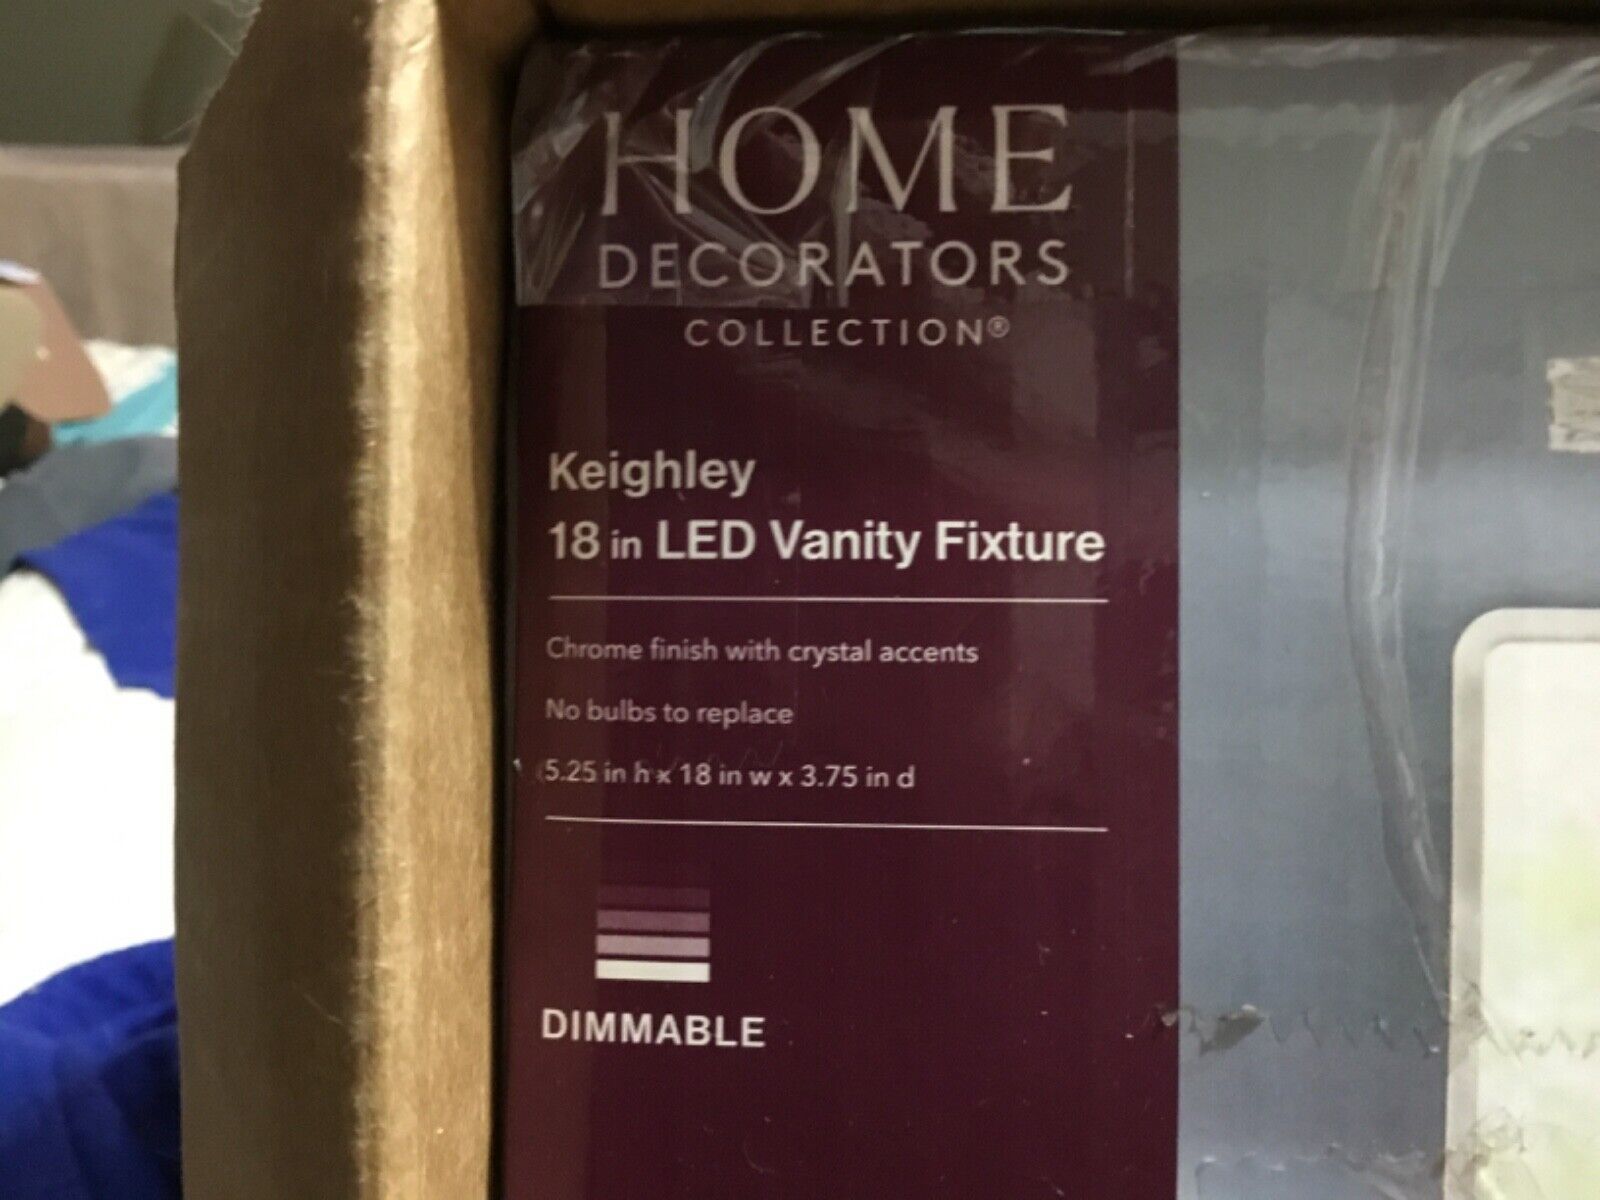 HOME
DECORATORS
COLLECTION®
Keighley
18 in LED Vanity Fixture
Chrome finish with crystal accents
No bulbs to replace
5.25 in h x 18 in w x 3.75 in d
DIMMABLE